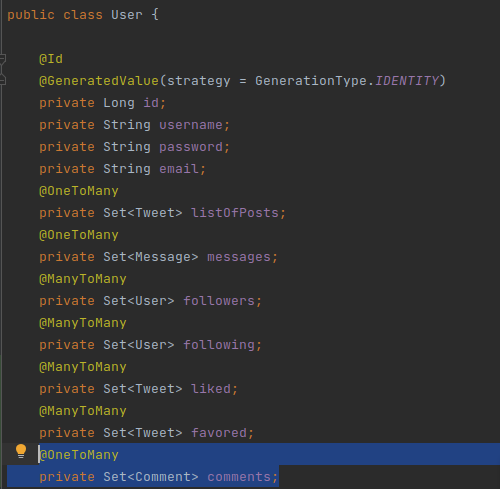 public class User {
@Id
@GeneratedValue(strategy = GenerationType.IDENTITY)
private Long id;
private String username;
private String password;
private String email;
@OneToMany
private Set<Tweet> listOfPosts;
@OneToMany
private Set<Message> messages;
@ManyToMany
private Set<User> followers;
@ManyToMany
private Set<User> following;
@ManyToMany
private Set<Tweet> liked;
@ManyToMany
private Set<Tweet> favored;
@OneToMany
private Set<Comment> comments;